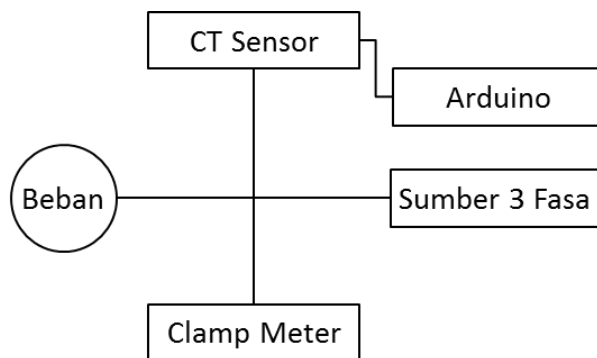 CT Sensor
Arduino
Beban
Sumber 3 Fasa
Clamp Meter